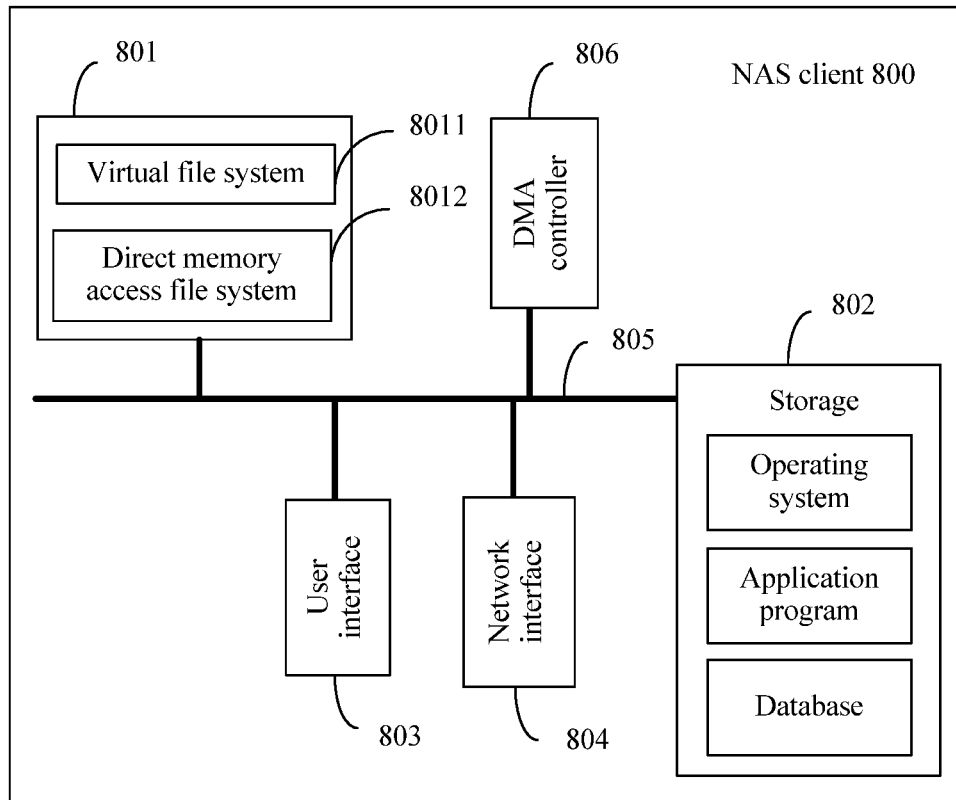 801
806
NAS client 800
8011
Virtual file system
8012
Direct memory
access file system
DMA
controller
805
802
Storage
Operating
system
Application
program
Database
User
interface
Network
interface
803
804